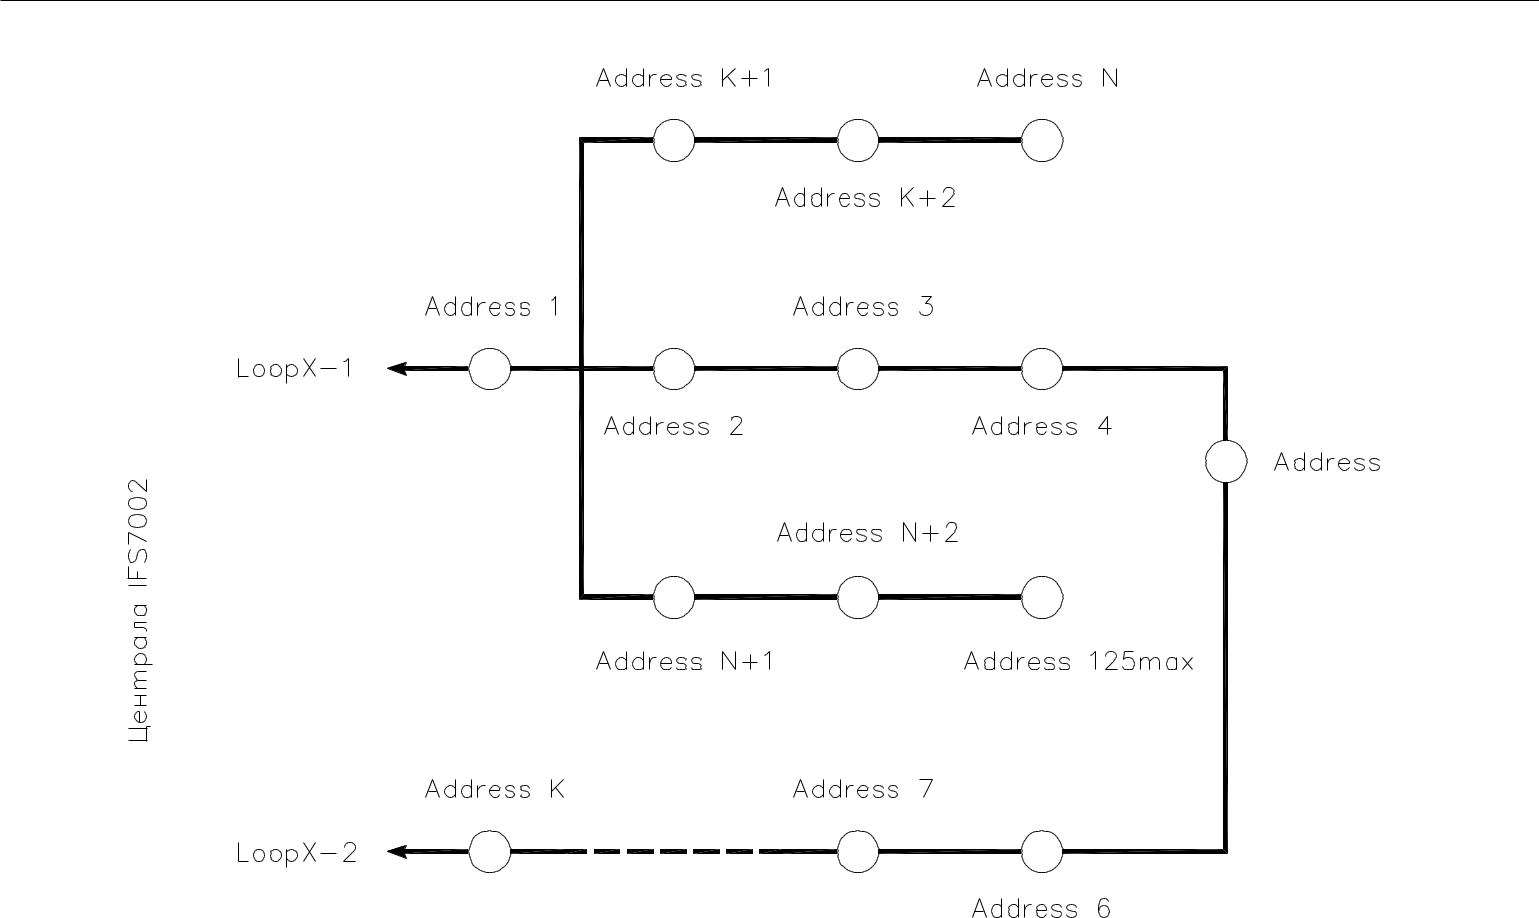 Address K+1
Address N
Address K+2
Address 1
Address 3
LoopX-1
Address 2
Address 4
Address
Централа IFS7002
Address N+2
Address N+1
Address 125max
Address K
Address 7
LoopX-2
Address 6